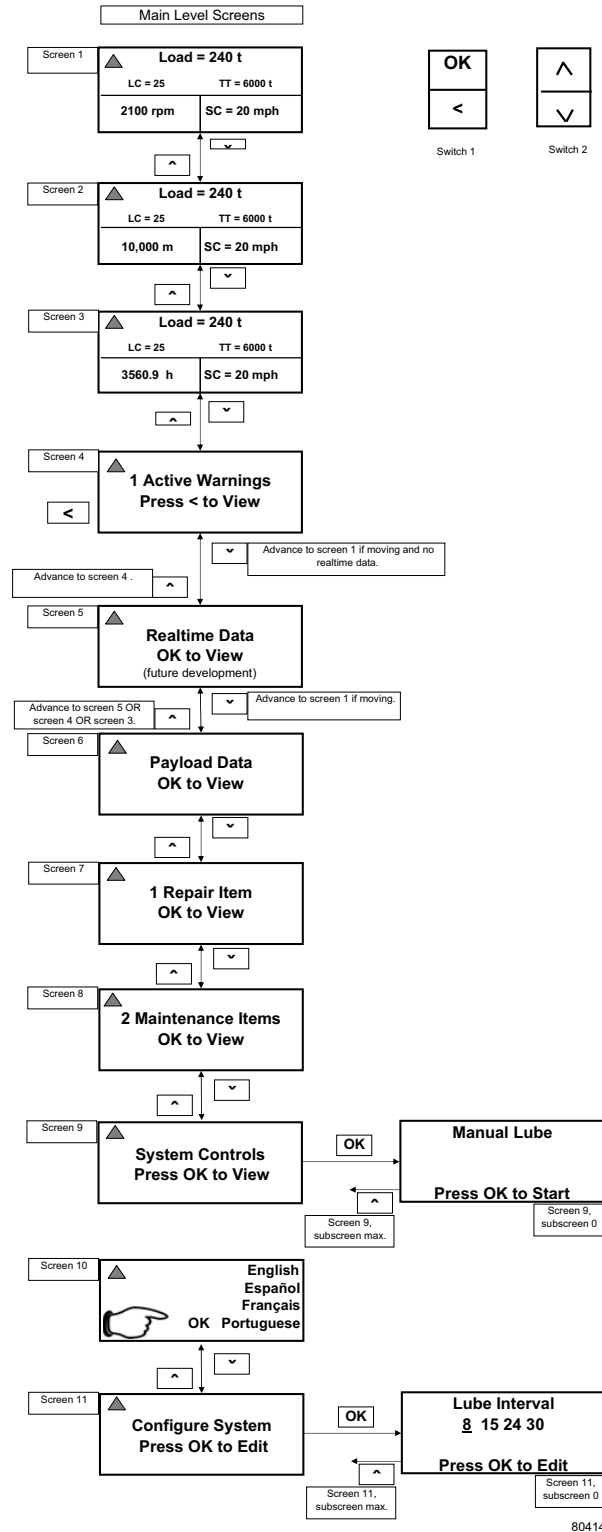 Main Level Screens
Screen 1
Load = 240 t
LC = 25 TT = 6000 t
2100 rpm SC = 20 mph
OK
<
Switch 1
^
v
Switch 2
^
v
Screen 2
Load = 240 t
LC = 25 TT = 6000 t
10,000 m SC = 20 mph
^
v
Screen 3
Load = 240 t
LC = 25 TT = 6000 t
3560.9 h SC = 20 mph
^
v
Screen 4
1 Active Warnings
Press < to View
<
v
Advance to screen 1 if moving and no
realtime data.
Advance to screen 4 .
^
Screen 5
Realtime Data
OK to View
(future development)
v
Advance to screen 1 if moving.
Advance to screen 5 OR
screen 4 OR screen 3.
^
Screen 6
Payload Data
OK to View
^
v
Screen 7
1 Repair Item
OK to View
^
v
Screen 8
2 Maintenance Items
OK to View
^
v
Screen 9
System Controls
Press OK to View
OK
Manual Lube
Press OK to Start
^
Screen 9,
subscreen max.
Screen 9,
subscreen 0
Screen 10
English
Español
Français
OK Portuguese
^
v
Screen 11
Configure System
Press OK to Edit
OK
Lube Interval
8 15 24 30
Press OK to Edit
^
Screen 11,
subscreen max.
Screen 11,
subscreen 0
80414